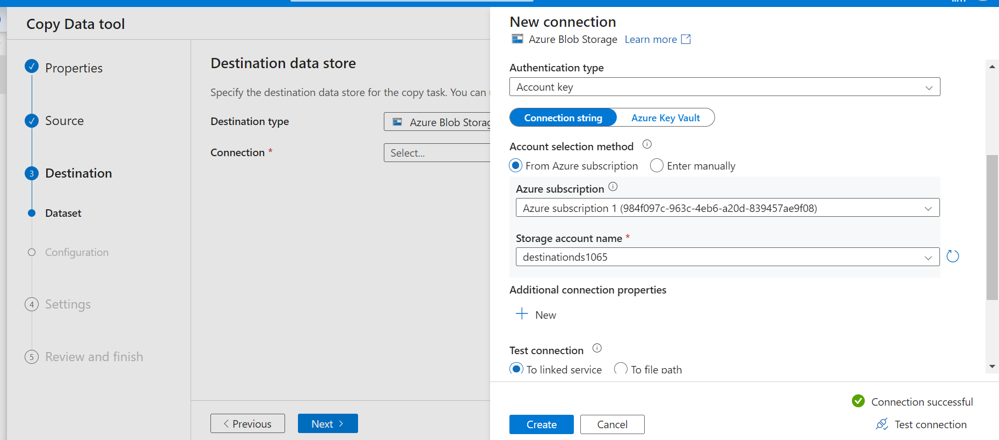 Copy Data tool
Properties
Source
3 Destination
Dataset
Configuration
4 Settings
5 Review and finish
Destination data store
Specify the destination data store for the copy task. You can
Destination type
Azure Blob Storag
Connection *
Select...
Previous
Next
New connection
Azure Blob Storage Learn more
Authentication type
Account key
Connection string Azure Key Vault
Account selection method
From Azure subscription Enter manually
Azure subscription
Azure subscription 1 (984f097c-963c-4eb6-a20d-839457ae9f08)
Storage account name *
destinationds1065
Additional connection properties
New
Test connection
To linked service To file path
Connection successful
Create Cancel Test connection